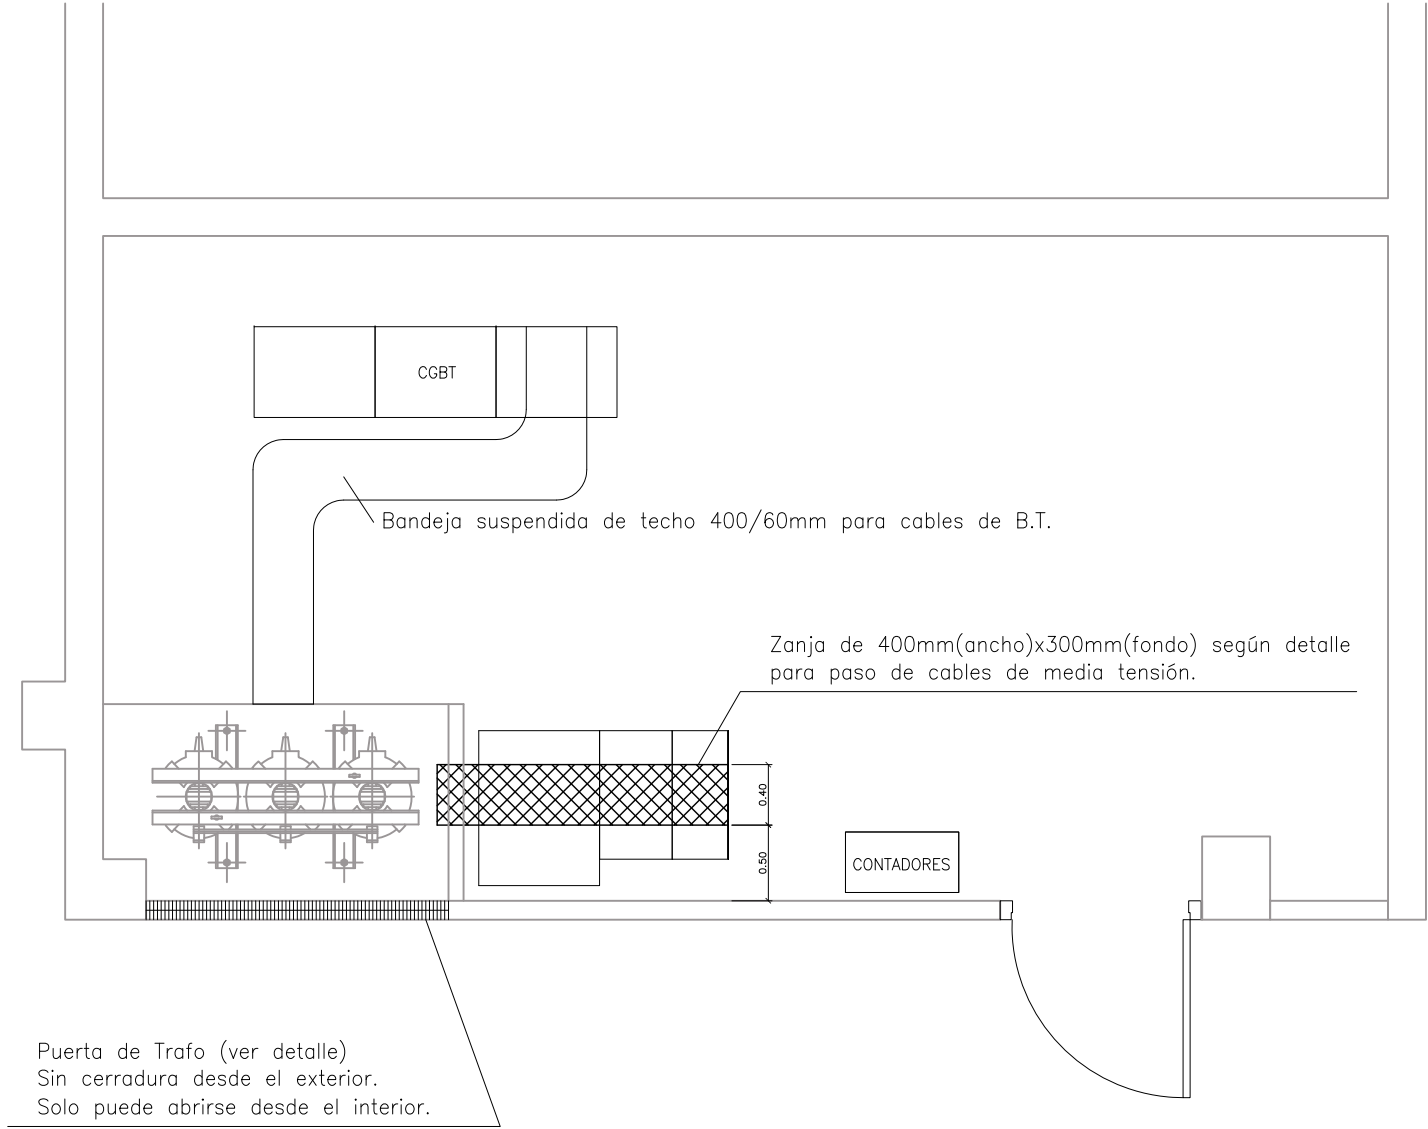 CGBT
Bandeja suspendida de techo 400/60mm para cables de B.T.
Zanja de 400mm(ancho)x300mm(fondo) según detalle
para paso de cables de media tensión.
0.40
0.50
CONTADORES
Puerta de Trafo (ver detalle)
Sin cerradura desde el exterior.
Solo puede abrirse desde el interior.